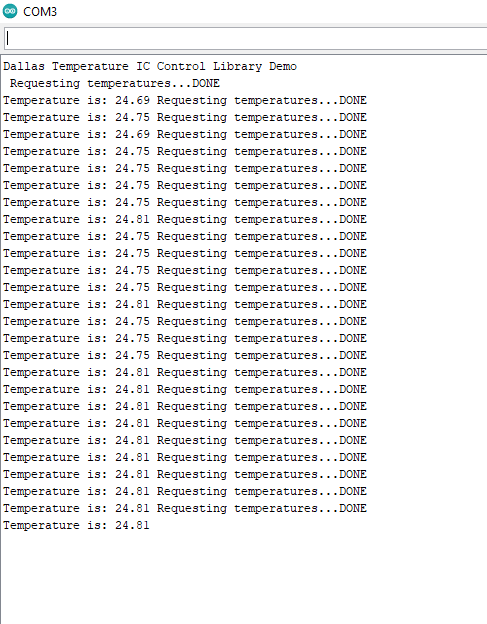 COM3
Dallas Temperature IC Control Library Demo
 Requesting temperatures...DONE
Temperature is: 24.69 Requesting temperatures...DONE
Temperature is: 24.75 Requesting temperatures...DONE
Temperature is: 24.69 Requesting temperatures...DONE
Temperature is: 24.75 Requesting temperatures...DONE
Temperature is: 24.75 Requesting temperatures...DONE
Temperature is: 24.75 Requesting temperatures...DONE
Temperature is: 24.75 Requesting temperatures...DONE
Temperature is: 24.81 Requesting temperatures...DONE
Temperature is: 24.75 Requesting temperatures...DONE
Temperature is: 24.75 Requesting temperatures...DONE
Temperature is: 24.75 Requesting temperatures...DONE
Temperature is: 24.75 Requesting temperatures...DONE
Temperature is: 24.81 Requesting temperatures...DONE
Temperature is: 24.75 Requesting temperatures...DONE
Temperature is: 24.75 Requesting temperatures...DONE
Temperature is: 24.75 Requesting temperatures...DONE
Temperature is: 24.81 Requesting temperatures...DONE
Temperature is: 24.81 Requesting temperatures...DONE
Temperature is: 24.81 Requesting temperatures...DONE
Temperature is: 24.81 Requesting temperatures...DONE
Temperature is: 24.81 Requesting temperatures...DONE
Temperature is: 24.81 Requesting temperatures...DONE
Temperature is: 24.81 Requesting temperatures...DONE
Temperature is: 24.81 Requesting temperatures...DONE
Temperature is: 24.81 Requesting temperatures...DONE
Temperature is: 24.81